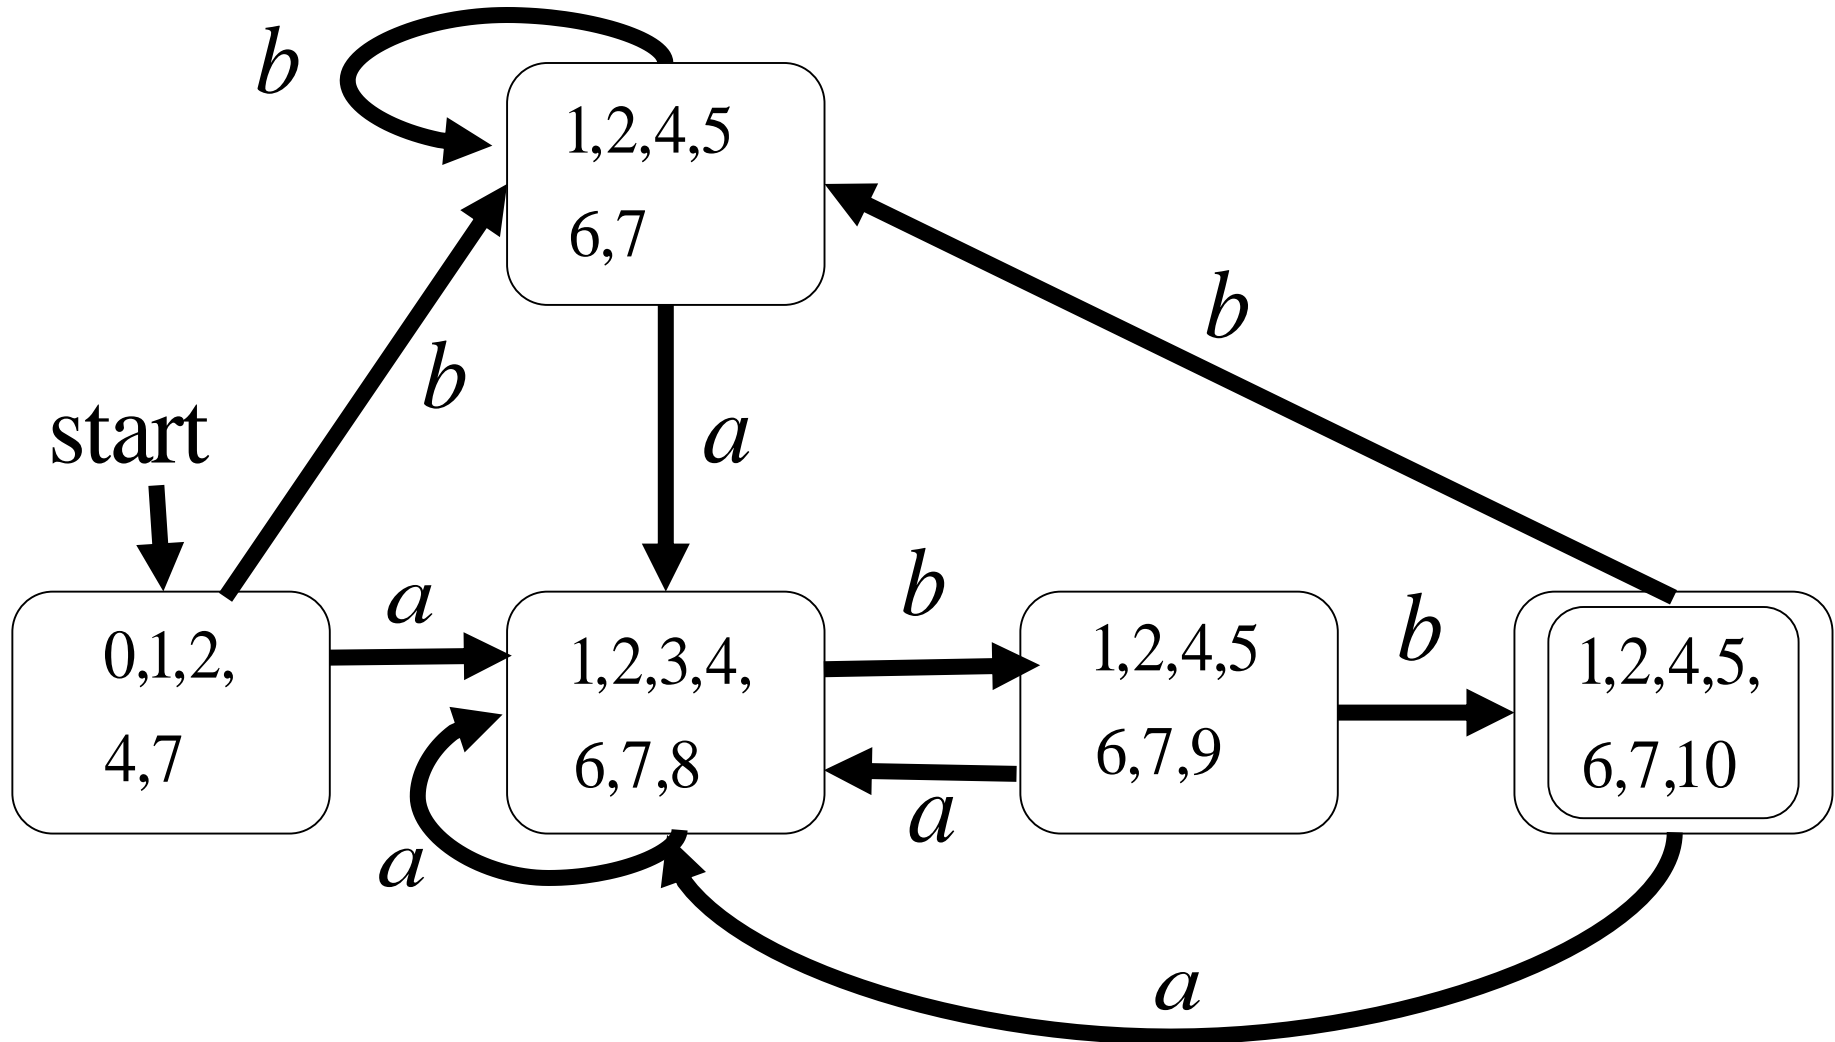 b
1,2,4,5
6,7
b
b
start
a
a
b
b
0,1,2,
4,7
1,2,3,4,
6,7,8
1,2,4,5
6,7,9
1,2,4,5,
6,7,10
a
a
a